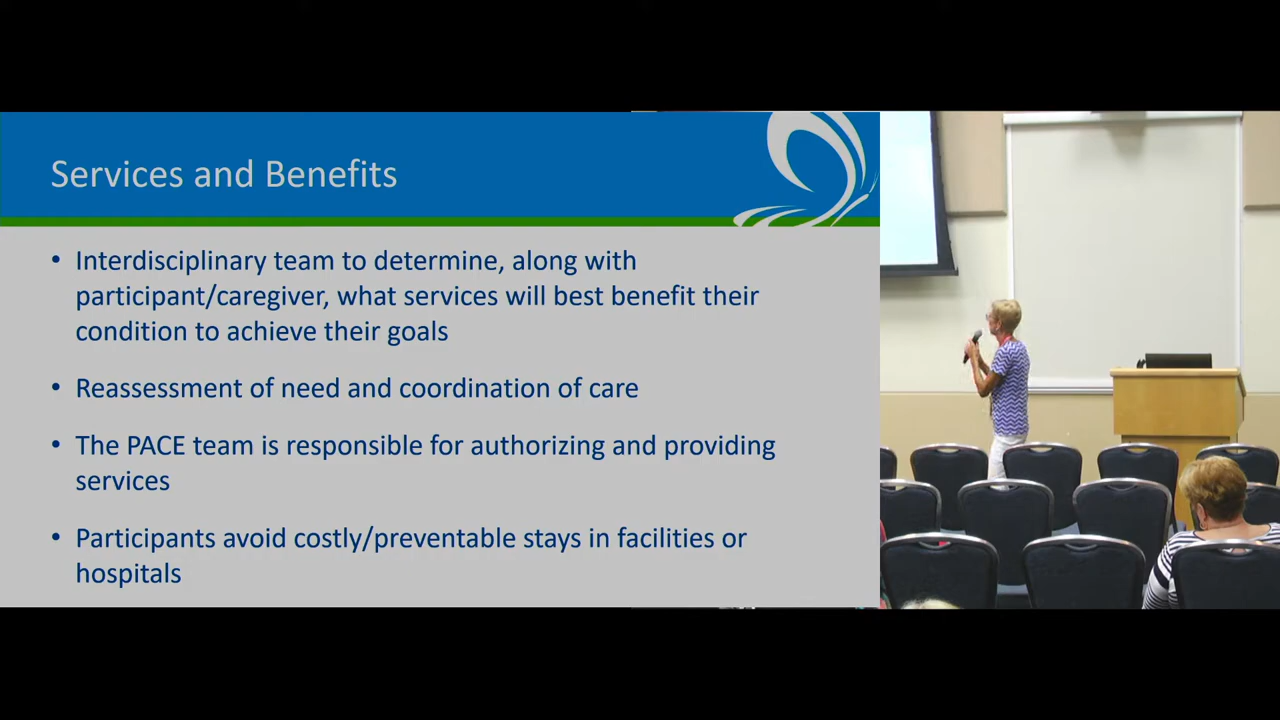 Services and Benefits
• Interdisciplinary team to determine, along with
participant/caregiver, what services will best benefit their
condition to achieve their goals
• Reassessment of need and coordination of care
• The PACE team is responsible for authorizing and providing
services
• Participants avoid costly/preventable stays in facilities or
hospitals